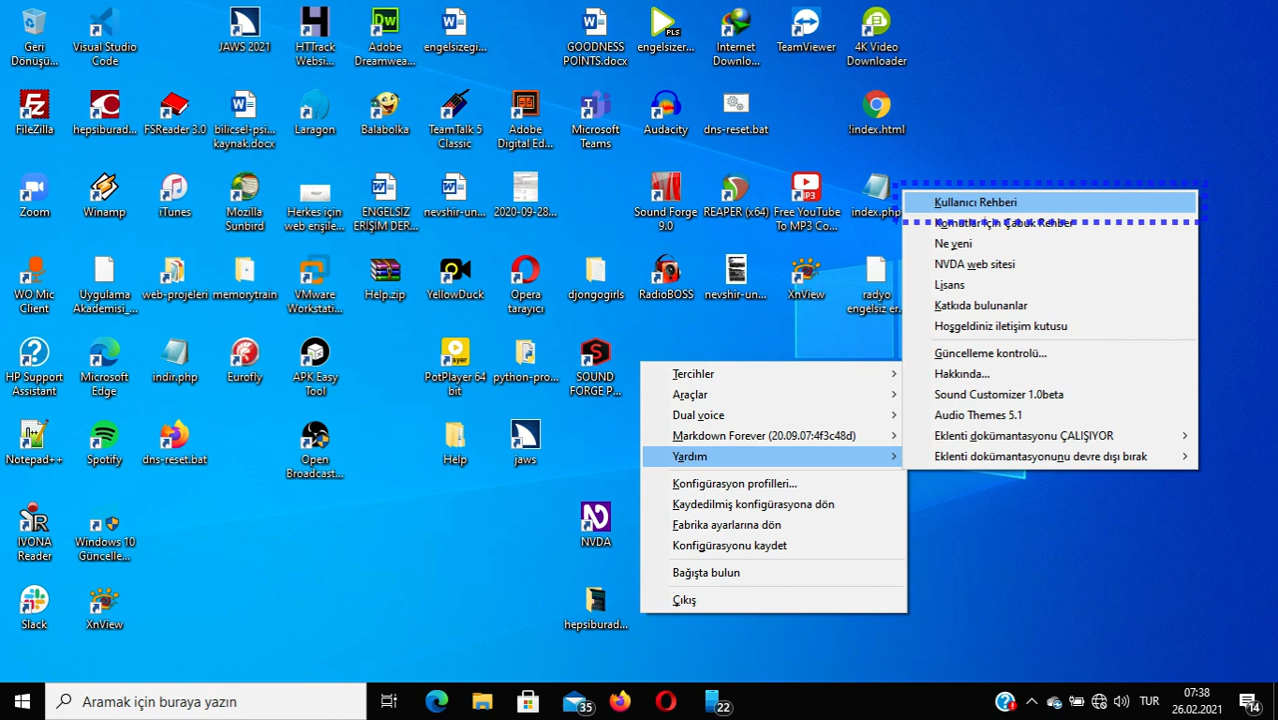 Geri
Dönüşü...
Visual Studio
Code
JAWS 2021
HTTrack
Websi...
Adobe
Dreamwea...
engelsizegi...
GOODNESS
POINTS.docx
PLS
engelsizer...
Internet
Downlo...
TeamViewer
4K Video
Downloader
FileZilla
hepsiburad...
FSReader 3.0
bilicsel-psi...
kaynak.docx
Laragon
Balabolka
TeamTalk 5
Classic
Adobe
Digital Ed...
Microsoft
Teams
Audacity
dns-reset.bat
!index.html
Zoom
Winamp
iTunes
Mozilla
Sunbird
Herkes için
web erişile...
ENGELSİZ
ERİŞİM DER...
nevshir-un...
2020-09-28...
Sound Forge
9.0
REAPER (x64)
MP3
Free YouTube
To MP3 Co...
index.php
WO Mic
Client
Uygulama
Akademisi_...
web-projeleri
memorytrain
VMware
Workstati...
Help.zip
YellowDuck
Opera
tarayıcı
djongogirls
RadioBOSS
nevshir-un...
XnView
radyo
engelsiz er...
HP Support
Assistant
Microsoft
Edge
indir.php
Eurofly
APK Easy
Tool
PotPlayer 64
bit
python-pro...
SOUND
FORGE P...
Notepad++
Spotify
dns-reset.bat
Open
Broadcast...
Help
jaws
IVONA
Reader
Windows 10
Güncelle...
NVDA
Slack
XnView
hepsiburad...
Tercihler
Araçlar
Dual voice
Markdown Forever (20.09.07:4f3c48d)
Yardım
Konfigürasyon profilleri...
Kaydedilmiş konfigürasyona dön
Fabrika ayarlarına dön
Konfigürasyonu kaydet
Bağışta bulun
Çıkış
Kullanıcı Rehberi
Komutlar İçin Çabuk Rehber
Ne yeni
NVDA web sitesi
Lisans
Katkıda bulunanlar
Hoşgeldiniz iletişim kutusu
Güncelleme kontrolü...
Hakkında...
Sound Customizer 1.0beta
Audio Themes 5.1
Eklenti dokümantasyonu ÇALIŞIYOR
Eklenti dokümantasyonunu devre dışı bırak
Aramak için buraya yazın
35
22
TUR
07:38
26.02.2021
14